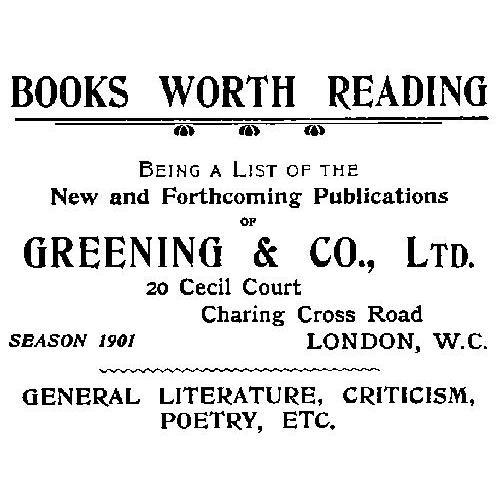 BOOKS WORTH READING
BEING A LIST OF THE
New and Forthcoming Publications
OF
GREENING & CO., LTD.
20 Cecil Court
Charing Cross Road
SEASON 1901 LONDON, W.C.
GENERAL LITERATURE, CRITICISM,
POETRY, ETC.